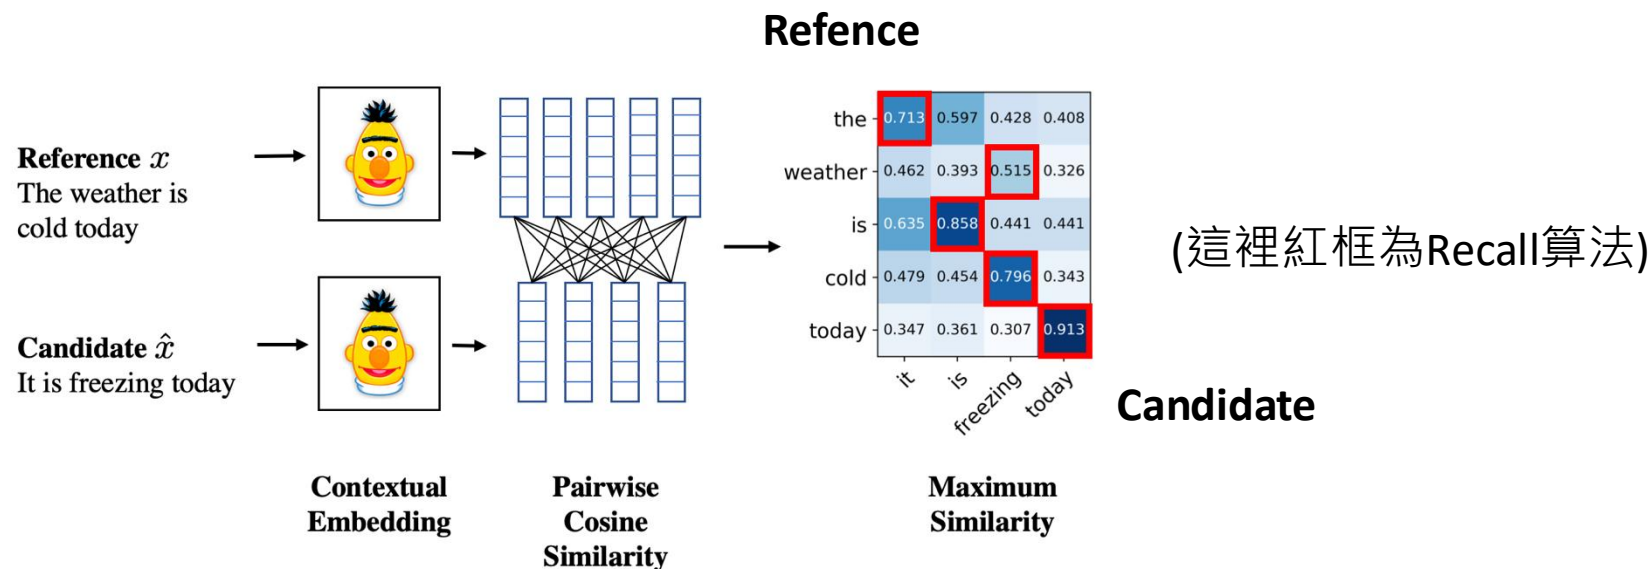 Refence
Reference x
The weather is
cold today
Candidate x̂
It is freezing today
the 0.713 0.597 0.428 0.408
weather 0.462 0.393 0.515 0.326
is 0.635 0.858 0.441 0.441
cold 0.479 0.454 0.796 0.343
today 0.347 0.361 0.307 0.913
it is freezing today
(這裡紅框為Recall算法)
Candidate
Contextual
Embedding
Pairwise
Cosine
Similarity
Maximum
Similarity